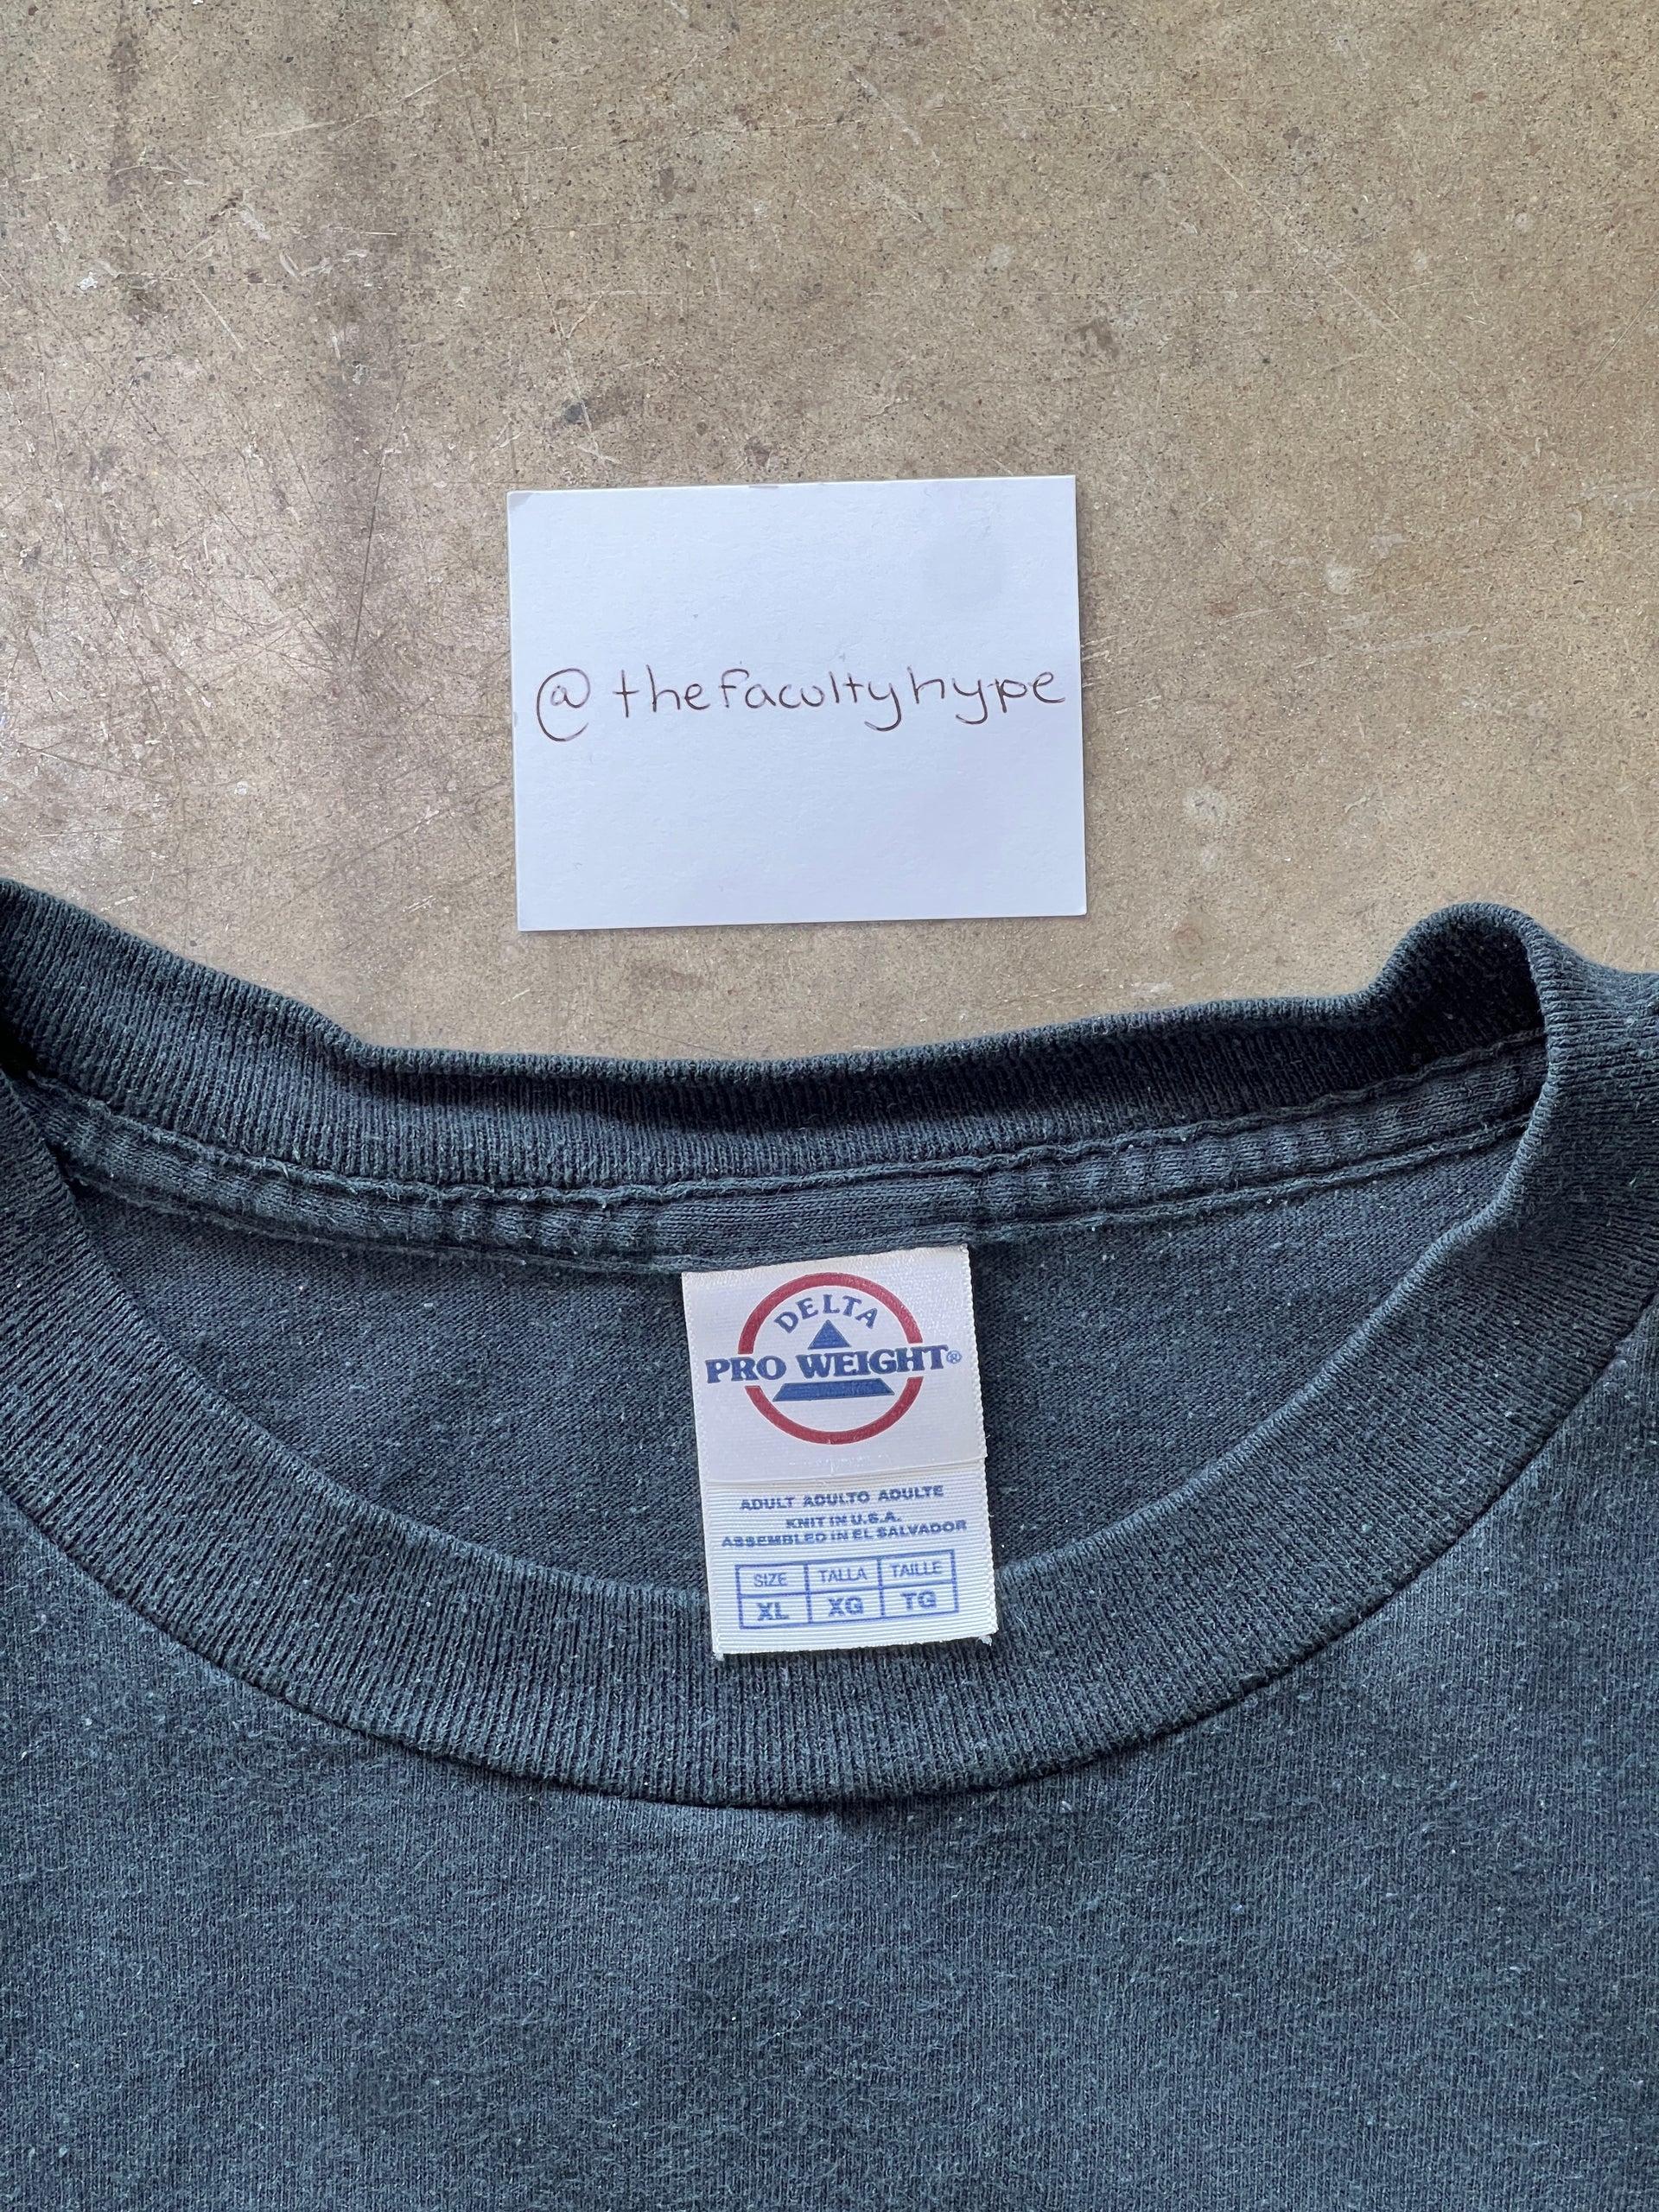 @thefacultyhype
DELTA
PRO WEIGHT®
ADULT ADULTO ADULTE
KNIT IN U.S.A.
ASSEMBLED IN EL SALVADOR
SIZE TALLA TAILLE
XL XG TG